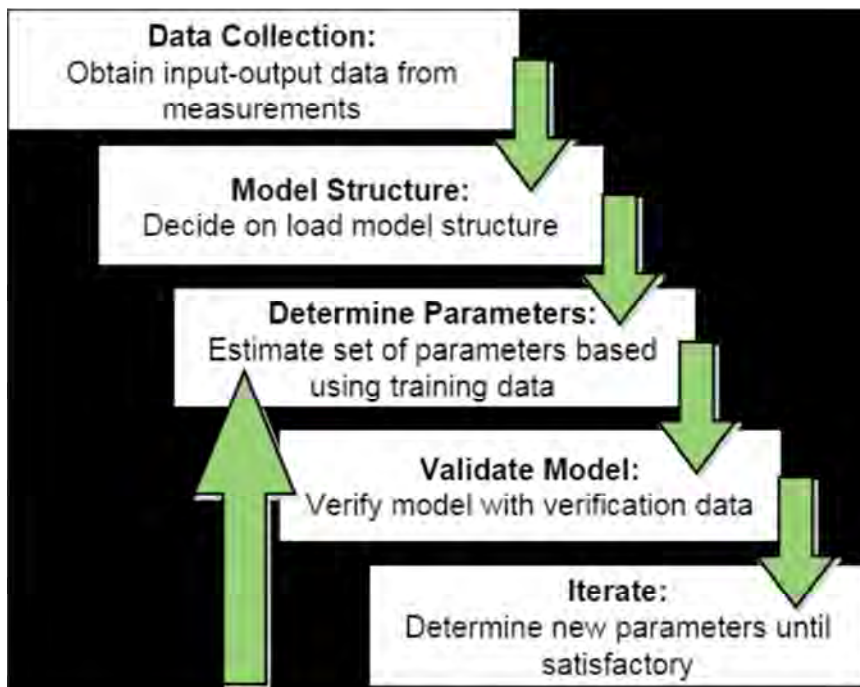 Data Collection:
Obtain input-output data from
measurements
Model Structure:
Decide on load model structure
Determine Parameters:
Estimate set of parameters based
using training data
Validate Model:
Verify model with verification data
Iterate:
Determine new parameters until
satisfactory